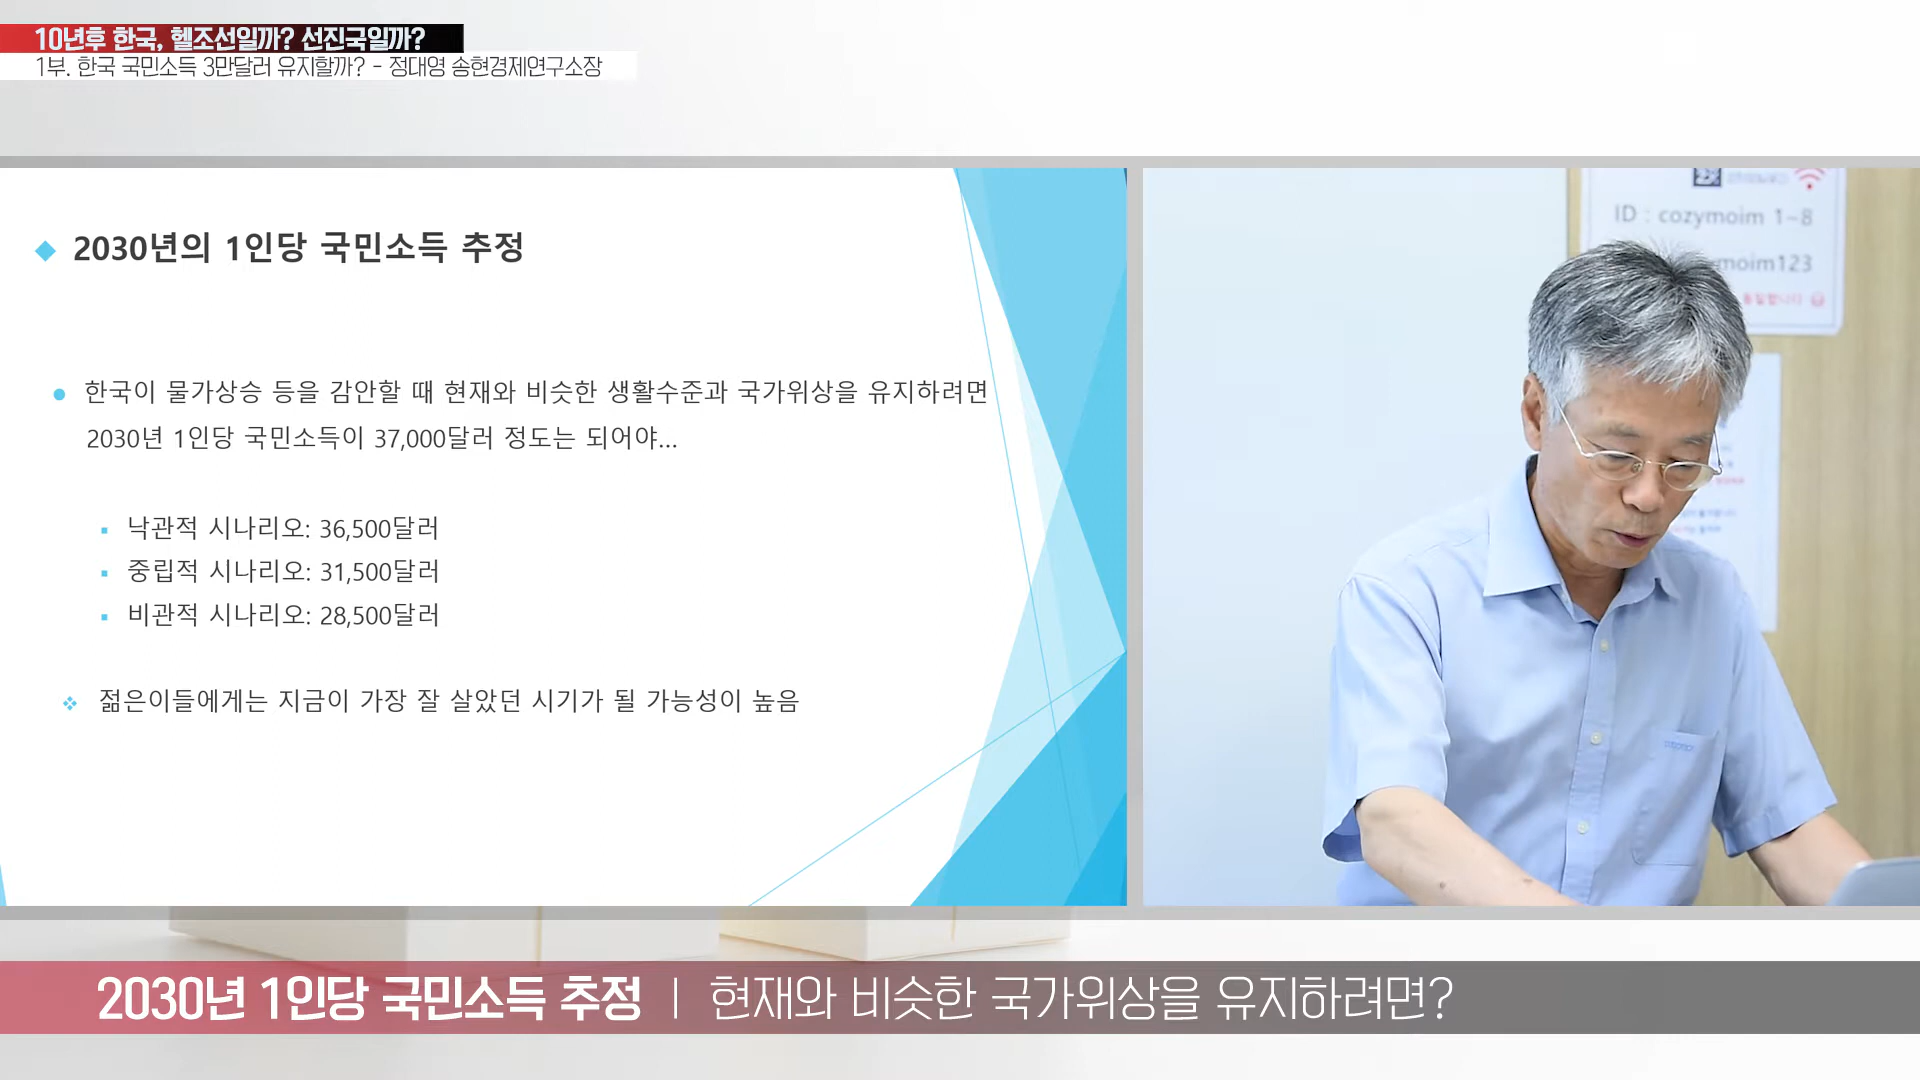 10년후 한국, 헬조선일까? 선진국일까?
1부. 한국 국민소득 3만달러 유지할까? - 정대영 송현경제연구소장
2030년의 1인당 국민소득 추정
한국이 물가상승 등을 감안할 때 현재와 비슷한 생활수준과 국가위상을 유지하려면
2030년 1인당 국민소득이 37,000달러 정도는 되어야...
낙관적 시나리오: 36,500달러
중립적 시나리오: 31,500달러
비관적 시나리오: 28,500달러
젊은이들에게는 지금이 가장 잘 살았던 시기가 될 가능성이 높음
ID : cozymoim 1~8
moim123
2030년 1인당 국민소득 추정 | 현재와 비슷한 국가위상을 유지하려면?